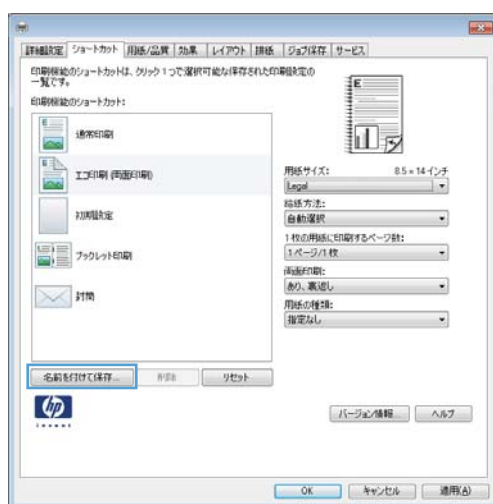 詳細設定 ショートカット 用紙/品質 効果 レイアウト 排紙 ジョブ保存 サービス
印刷機能のショートカットは、クリック1つで選択可能な保存された印刷設定の
一覧です。
印刷機能のショートカット:
通常印刷
エコ印刷 (両面印刷)
初期設定
ブックレット印刷
封筒
用紙サイズ: 8.5 × 14 インチ
Legal
給紙方法:
自動選択
1 枚の用紙に印刷するページ数:
1 ページ/1 枚
両面印刷:
あり、裏返し
用紙の種類:
指定なし
名前を付けて保存... 削除 リセット
hp
invent
バージョン情報... ヘルプ
OK キャンセル 適用(A)